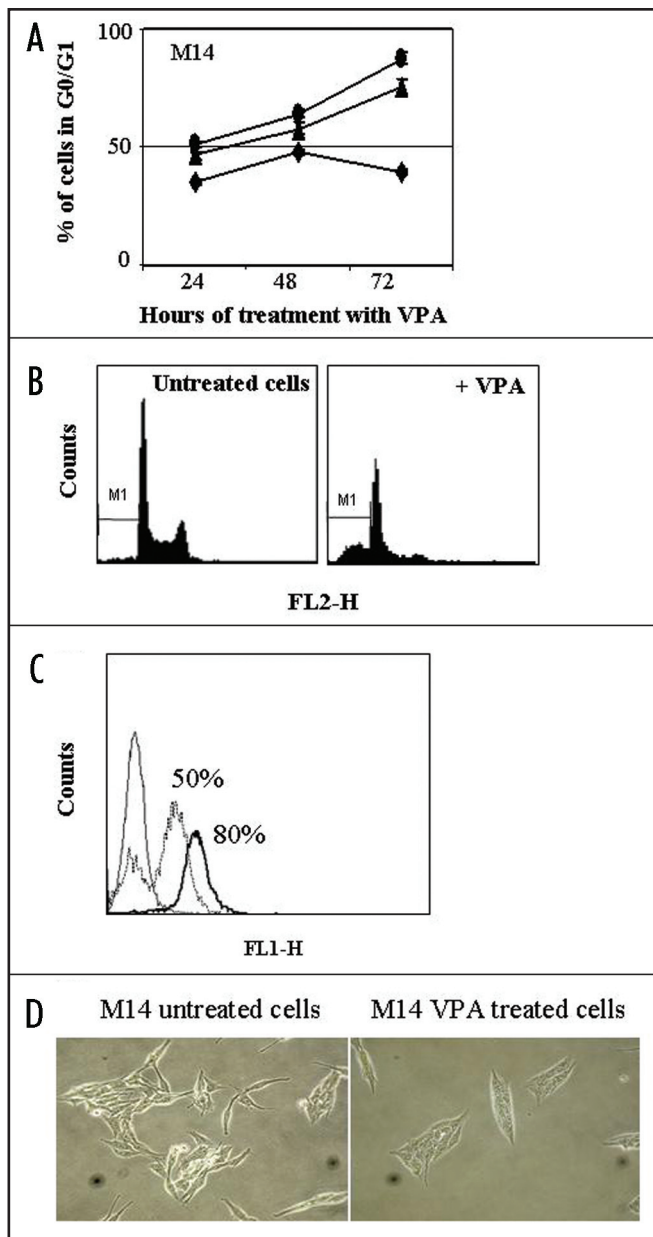 A
M14
% of cells in G0/G1
100
50
0
24 48 72
Hours of treatment with VPA
B
Untreated cells
+ VPA
Counts
M1
M1
FL2-H
C
Counts
50%
80%
FL1-H
D
M14 untreated cells
M14 VPA treated cells